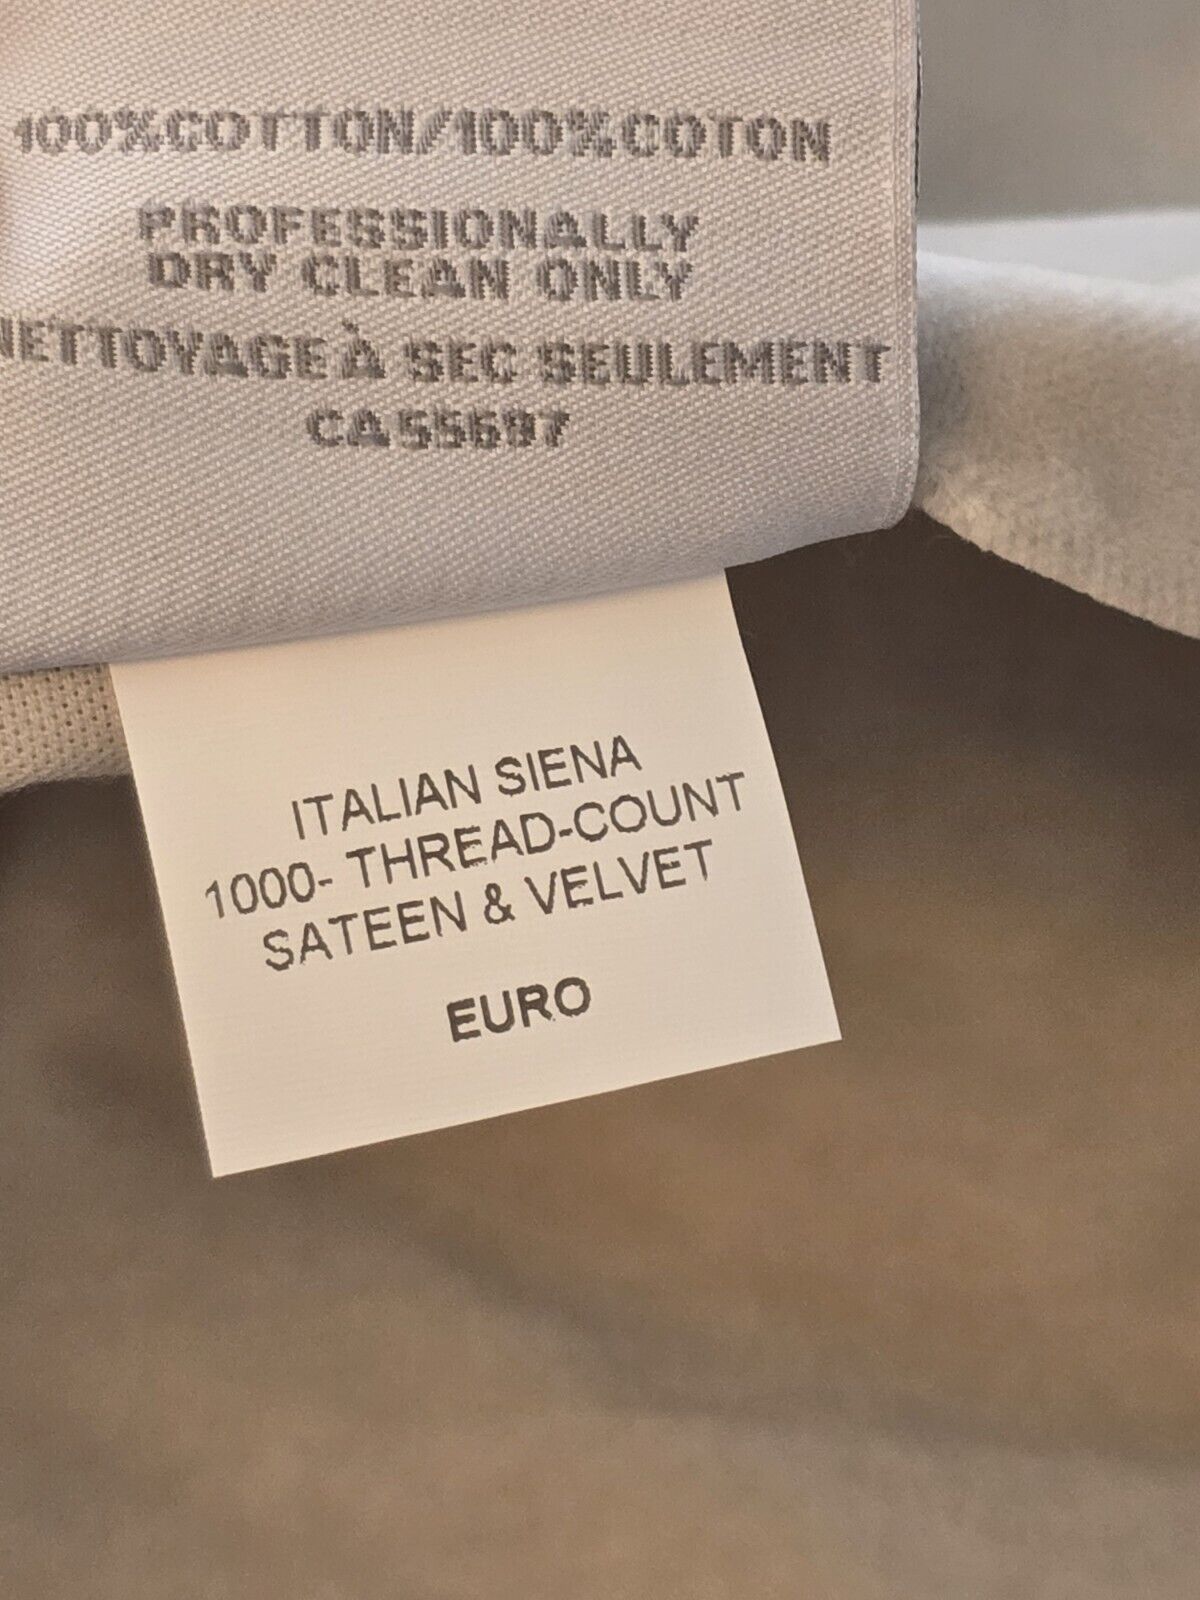 100%COTTON/100%COTON
PROFESSIONALLY
DRY CLEAN ONLY
NETTOYAGE À SEC SEULEMENT
CA55697
ITALIAN SIENA
1000- THREAD-COUNT
SATEEN & VELVET
EURO